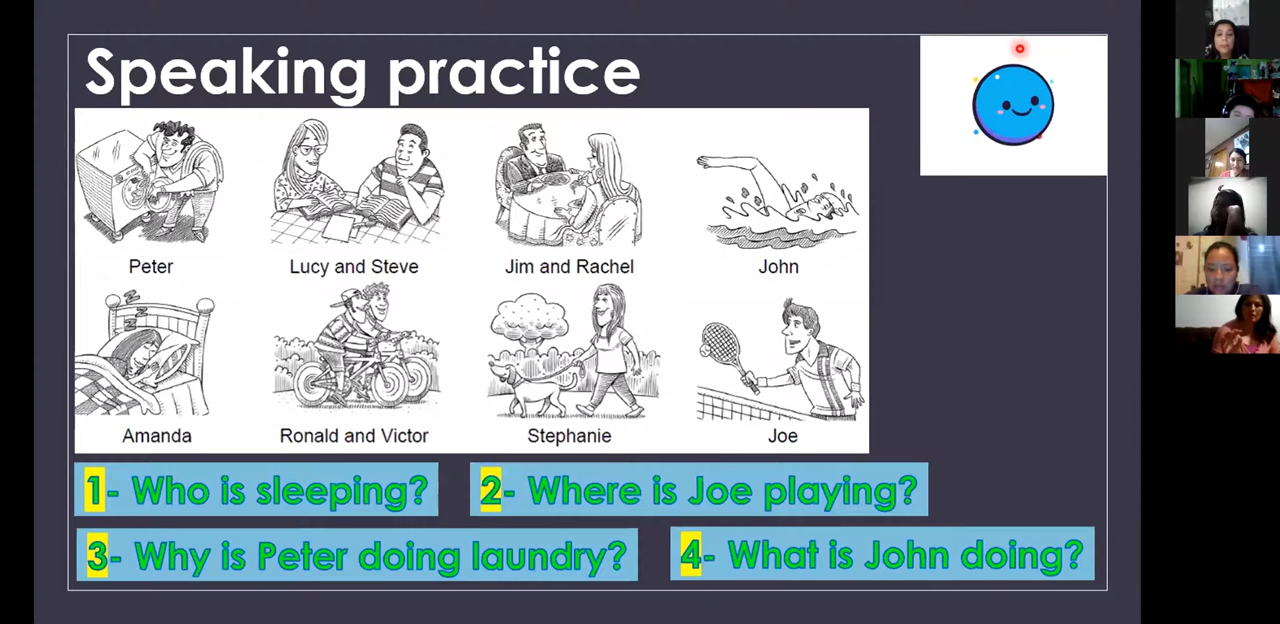 Speaking practice
Peter
Lucy and Steve
Jim and Rachel
John
Z
Z
Z
Amanda
Ronald and Victor
Stephanie
Joe
1- Who is sleeping?
2- Where is Joe playing?
3- Why is Peter doing laundry?
4- What is John doing?